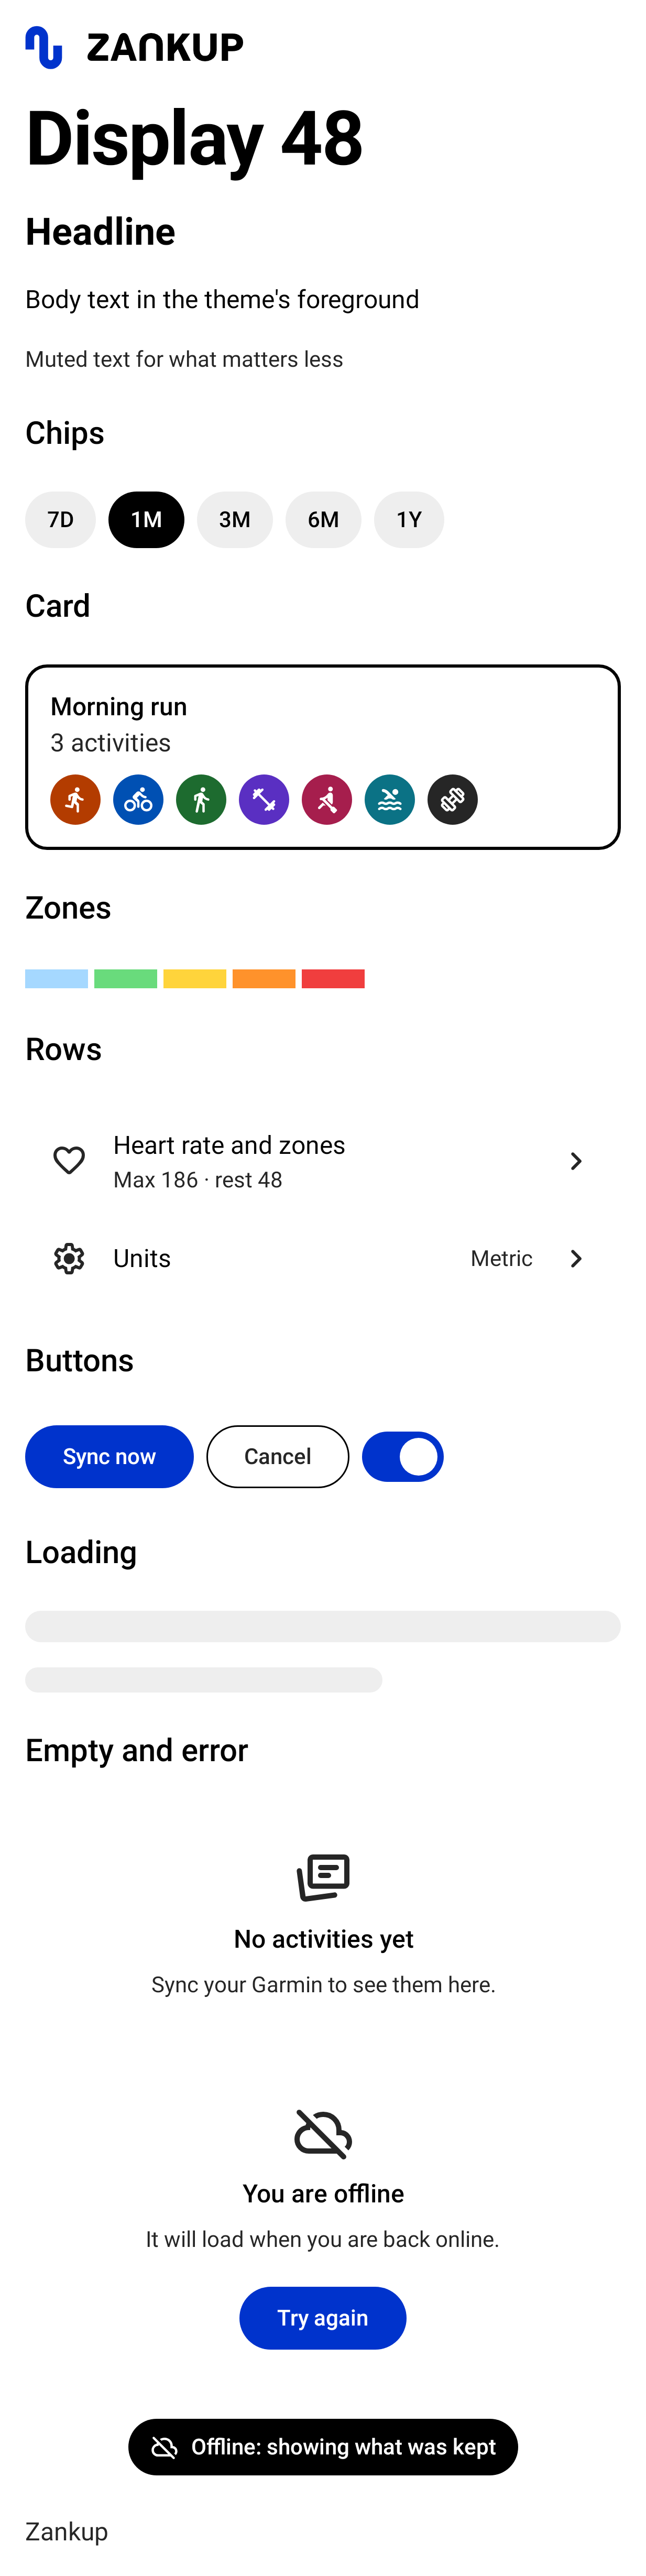 ZANKUP
Display 48
Headline
Body text in the theme's foreground
Muted text for what matters less
Chips
7D 1M 3M 6M 1Y
Card
Morning run
3 activities
Zones
Rows
Heart rate and zones
Max 186 · rest 48
Units Metric
Buttons
Sync now Cancel
Loading
Empty and error
No activities yet
Sync your Garmin to see them here.
You are offline
It will load when you are back online.
Try again
Offline: showing what was kept
Zankup